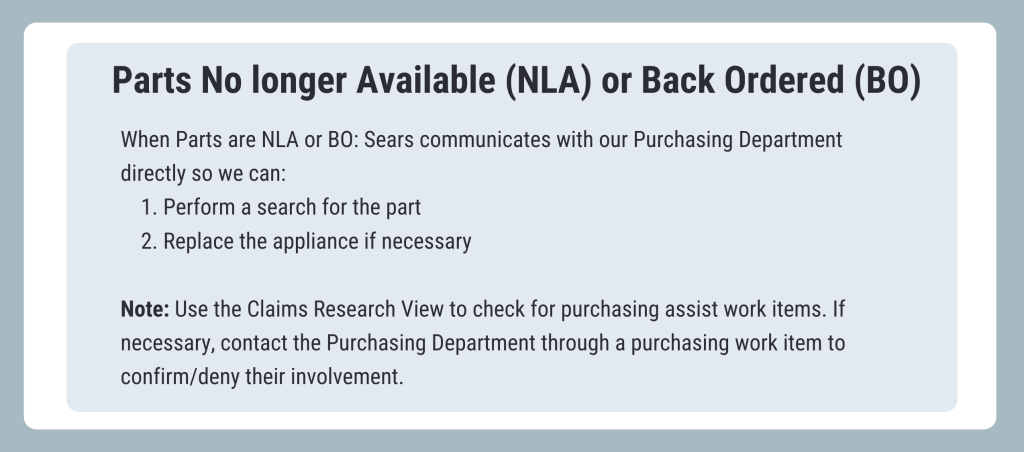 Parts No longer Available (NLA) or Back Ordered (BO)
When Parts are NLA or BO: Sears communicates with our Purchasing Department
directly so we can:
1. Perform a search for the part
2. Replace the appliance if necessary
Note: Use the Claims Research View to check for purchasing assist work items. If
necessary, contact the Purchasing Department through a purchasing work item to
confirm/deny their involvement.